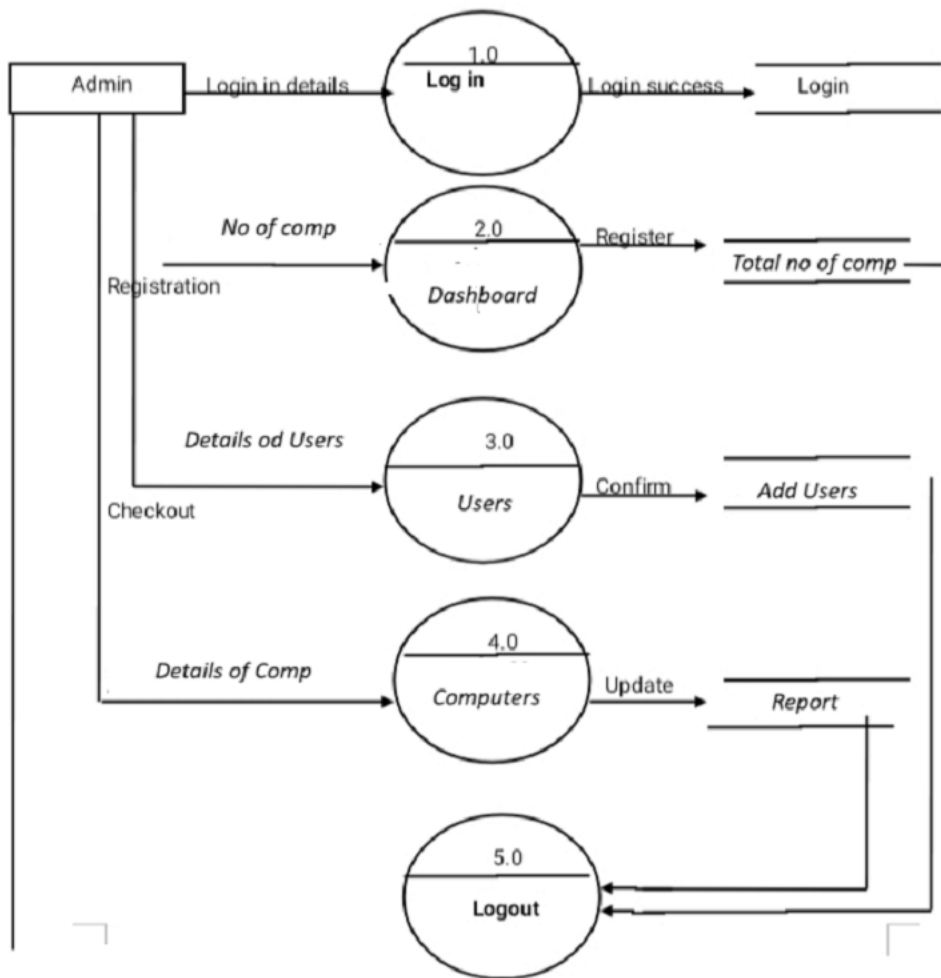 1.0
Admin
Login in details
Log in
Login success
Login
No of comp
2.0
Register
Total no of comp
Registration
Dashboard
Details od Users
3.0
Confirm
Add Users
Users
Checkout
Details of Comp
4.0
Update
Computers
Report
5.0
Logout